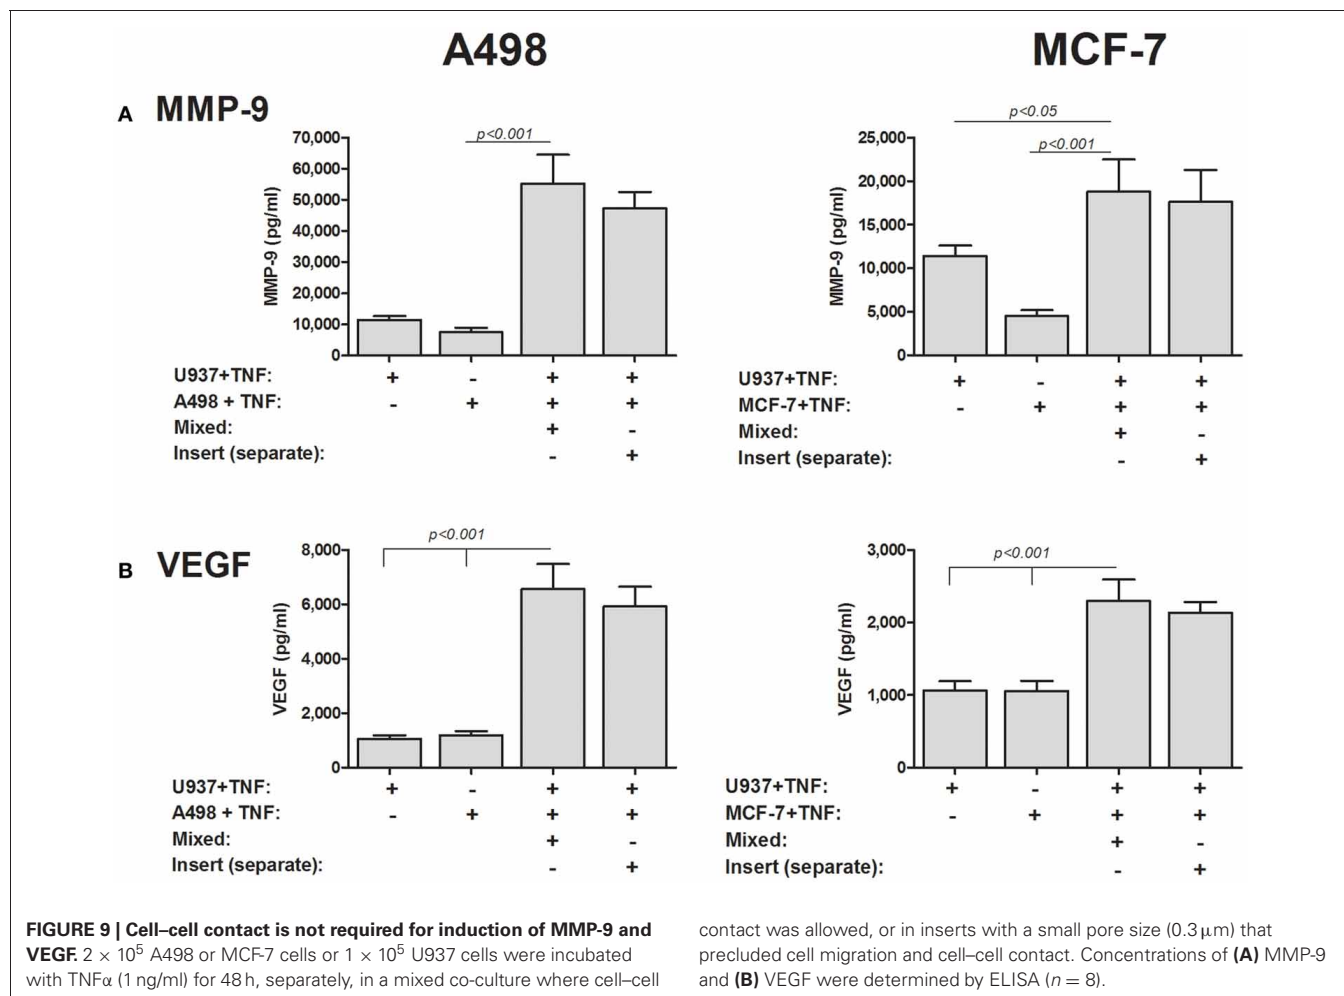 A498
MCF-7
A MMP-9
p<0.001
70,000
60,000
50,000
40,000
30,000
20,000
10,000
0
MMP-9 (pg/ml)
U937+TNF: + - + +
A498 + TNF: - + + +
Mixed: + -
Insert (separate): - +
p<0.05
p<0.001
25,000
20,000
15,000
10,000
5,000
0
MMP-9 (pg/ml)
U937+TNF: + - + +
MCF-7+TNF: - + + +
Mixed: + -
Insert (separate): - +
B VEGF
p<0.001
8,000
6,000
4,000
2,000
0
VEGF (pg/ml)
U937+TNF: + - + +
A498 + TNF: - + + +
Mixed: + -
Insert (separate): - +
p<0.001
3,000
2,000
1,000
0
VEGF (pg/ml)
U937+TNF: + - + +
MCF-7+TNF: - + + +
Mixed: + -
Insert (separate): - +
FIGURE 9 | Cell–cell contact is not required for induction of MMP-9 and
VEGF. 2 × 10⁵ A498 or MCF-7 cells or 1 × 10⁵ U937 cells were incubated
with TNFα (1 ng/ml) for 48 h, separately, in a mixed co-culture where cell–cell
contact was allowed, or in inserts with a small pore size (0.3 μm) that
precluded cell migration and cell–cell contact. Concentrations of (A) MMP-9
and (B) VEGF were determined by ELISA (n = 8).